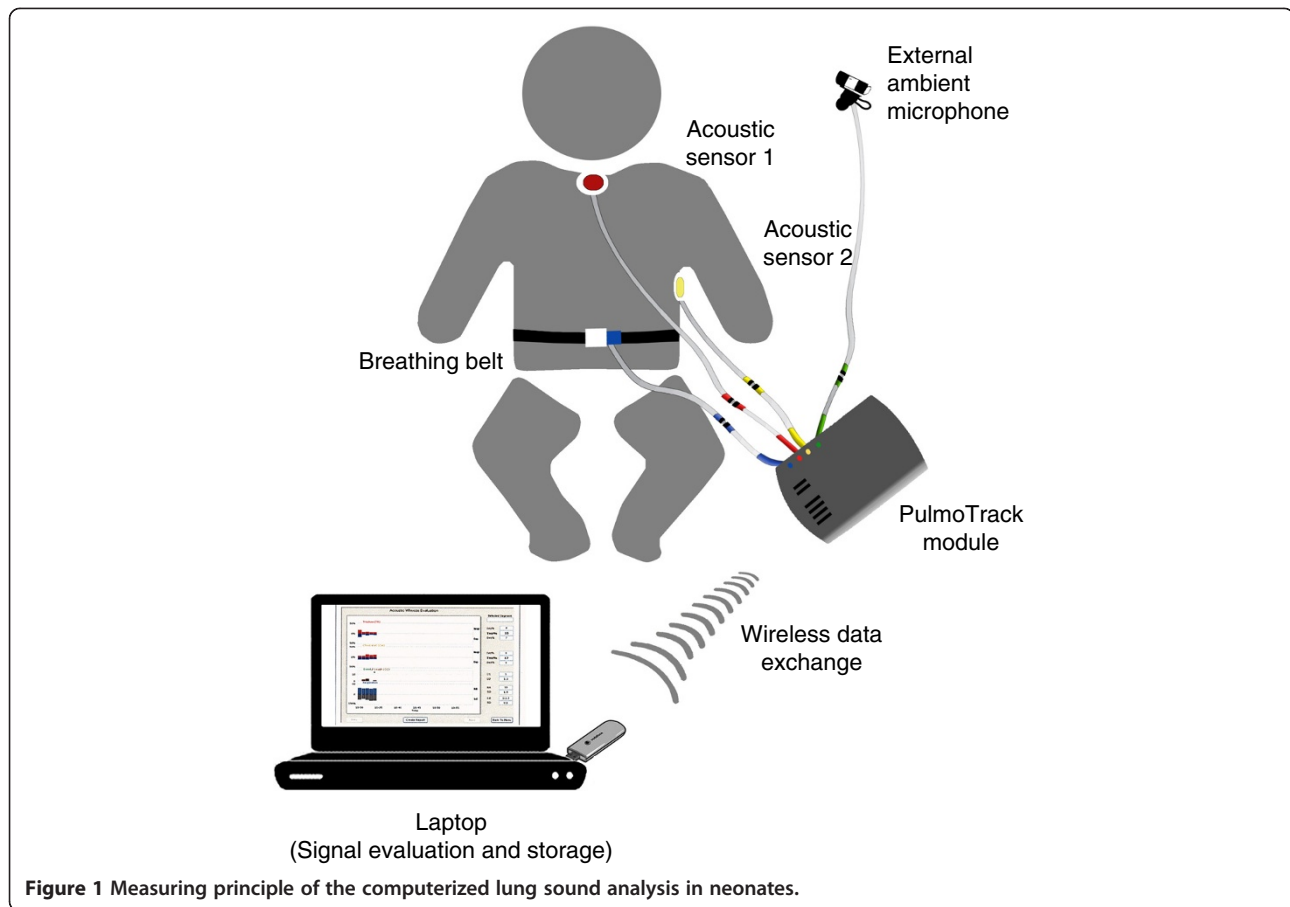 External
ambient
microphone
Acoustic
sensor 1
Acoustic
sensor 2
Breathing belt
PulmoTrack
module
Wireless data
exchange
Laptop
(Signal evaluation and storage)
Figure 1 Measuring principle of the computerized lung sound analysis in neonates.